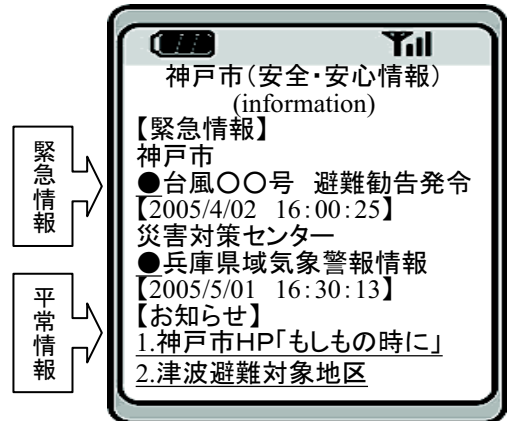 神戸市(安全・安心情報)
(information)
【緊急情報】
神戸市
●台風〇〇号 避難勧告発令
【2005/4/02 16:00:25】
災害対策センター
●兵庫県域気象警報情報
【2005/5/01 16:30:13】
【お知らせ】
1.神戸市HP「もしもの時に」
2.津波避難対象地区
緊急情報
平常情報